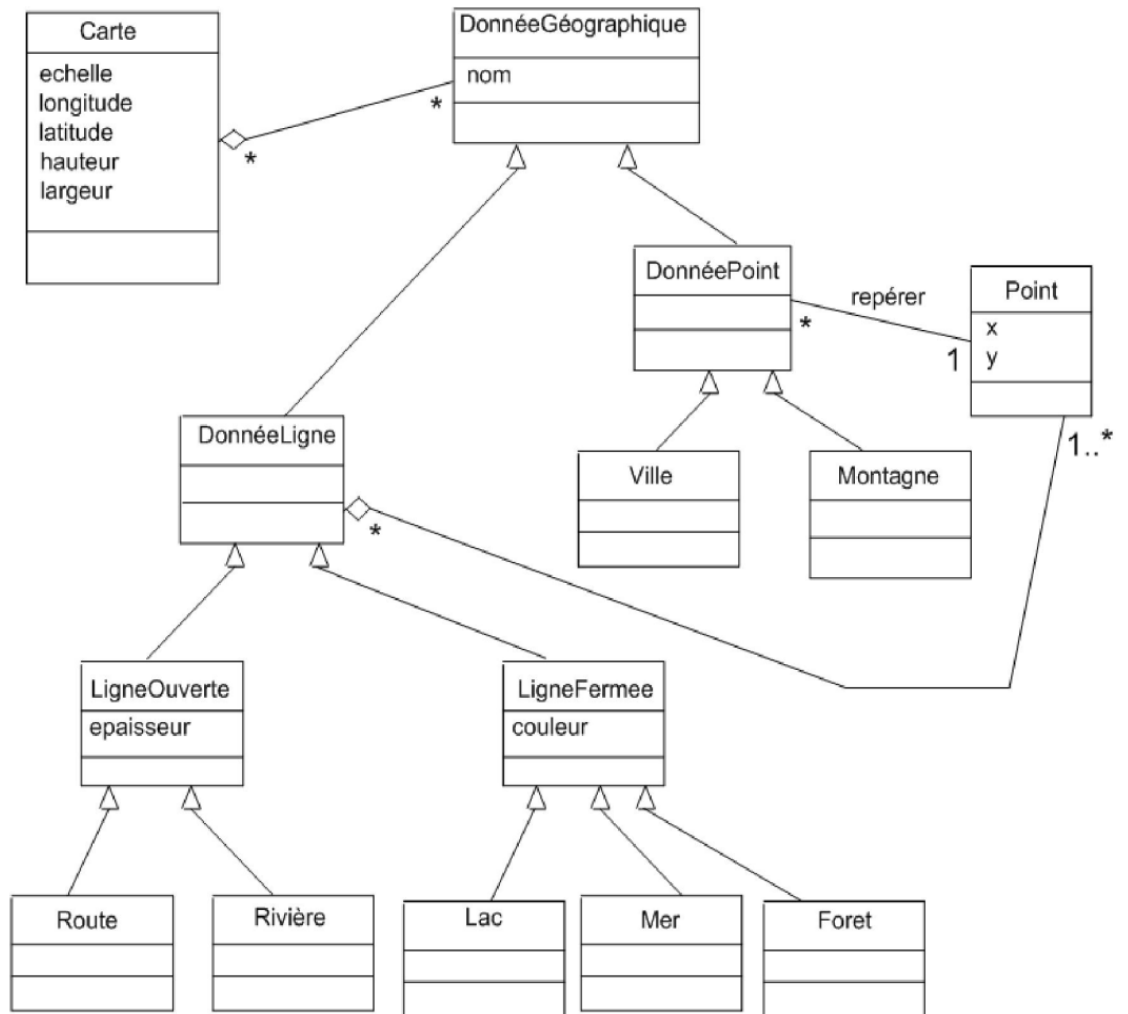 Carte
echelle
longitude
latitude
hauteur
largeur
*
*
DonnéeGéographique
nom
DonnéePoint
*
repérer
1
Point
x
y
1..*
DonnéeLigne
*
Ville
Montagne
LigneOuverte
epaisseur
LigneFermee
couleur
Route
Rivière
Lac
Mer
Foret